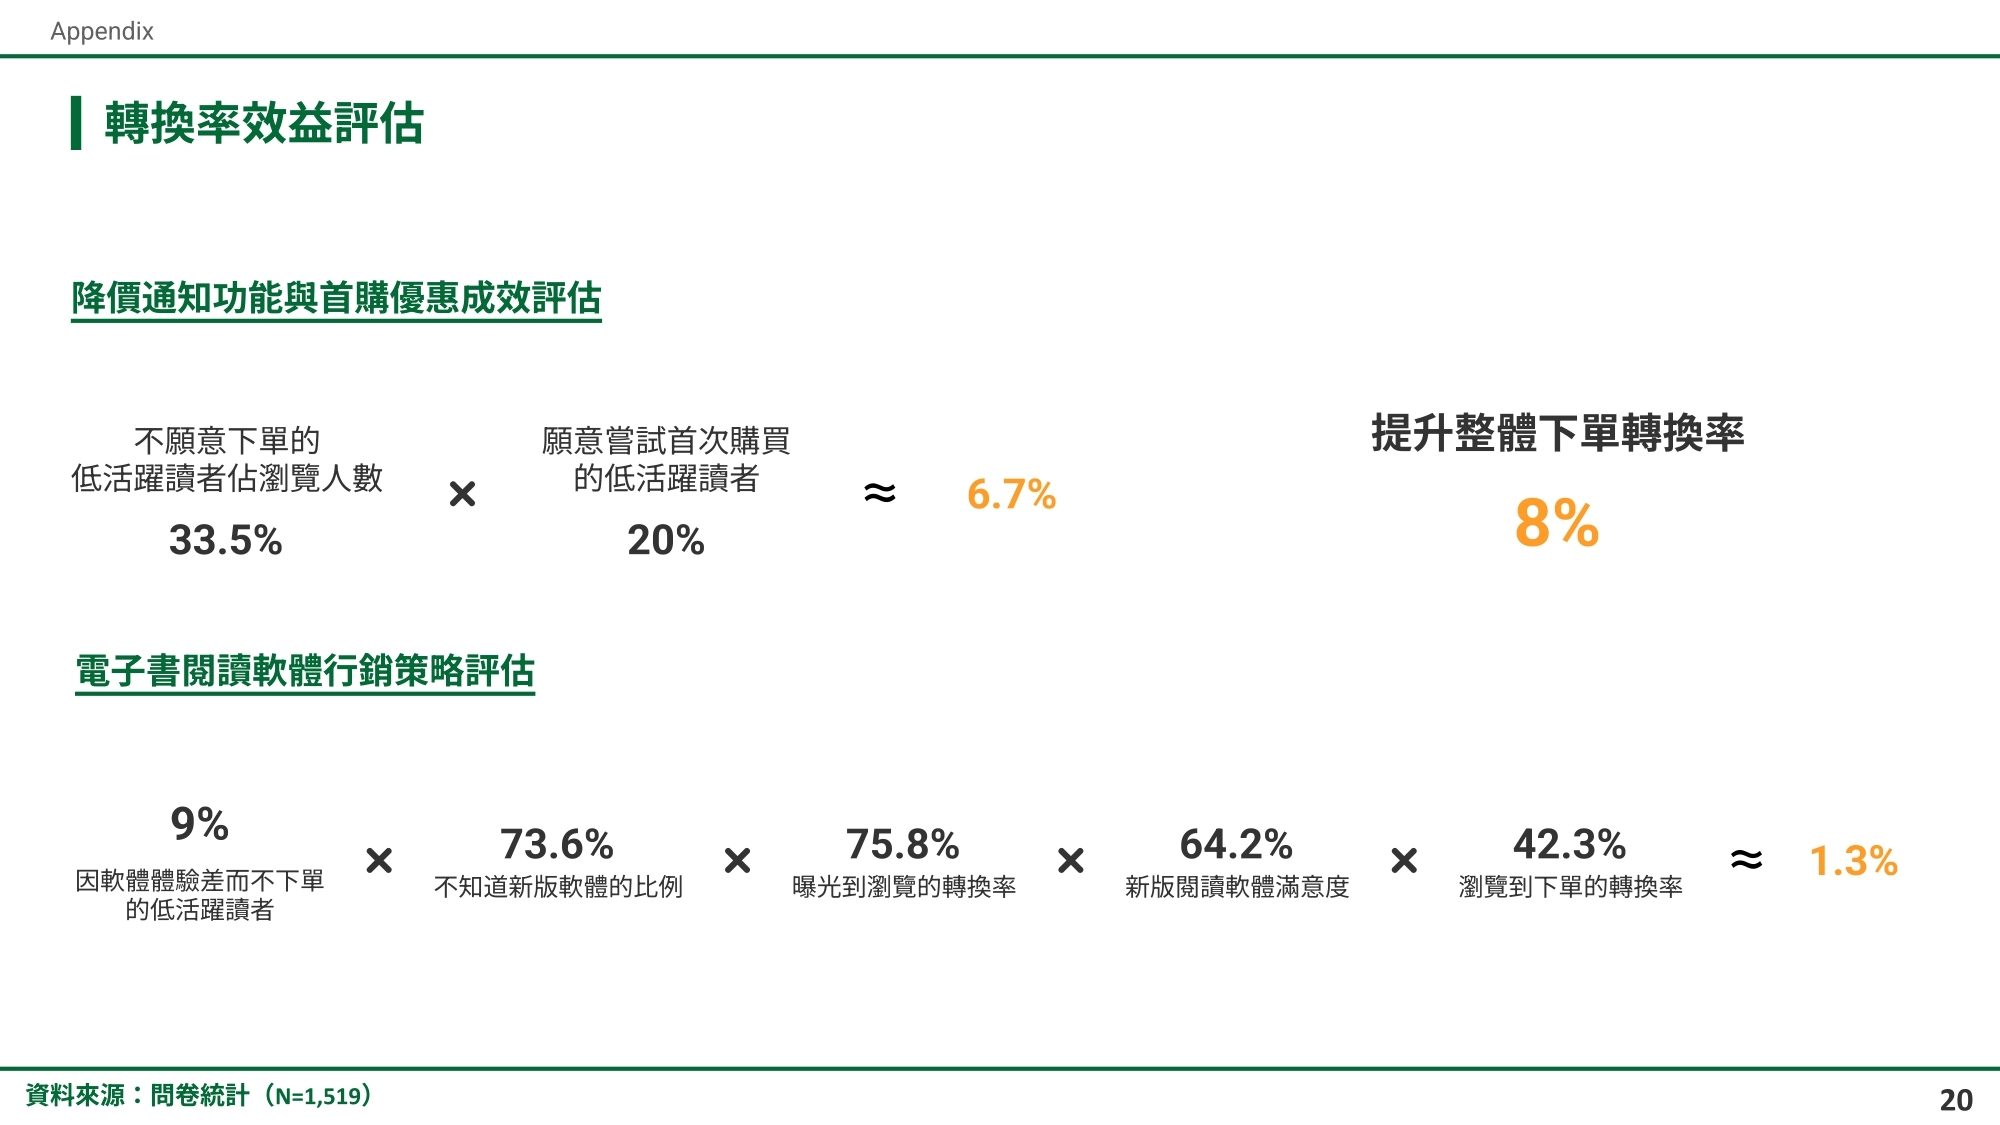 Appendix
轉換率效益評估
降價通知功能與首購優惠成效評估
不願意下單的
低活躍讀者佔瀏覽人數
33.5%
×
願意嘗試首次購買
的低活躍讀者
20%
≈
6.7%
提升整體下單轉換率
8%
電子書閱讀軟體行銷策略評估
9%
因軟體體驗差而不下單
的低活躍讀者
×
73.6%
不知道新版軟體的比例
×
75.8%
曝光到瀏覽的轉換率
×
64.2%
新版閱讀軟體滿意度
×
42.3%
瀏覽到下單的轉換率
≈
1.3%
資料來源：問卷統計（N=1,519）
20